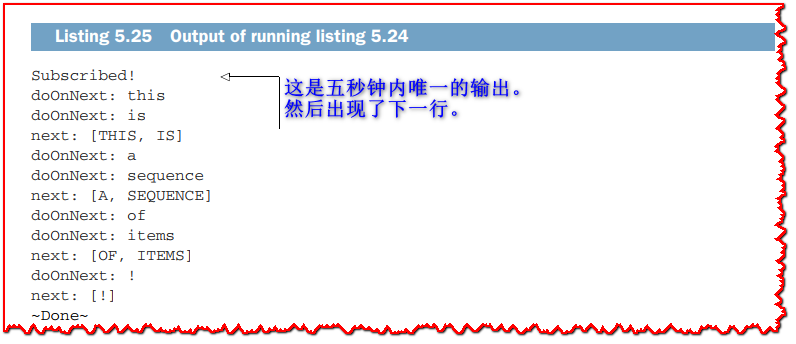 Listing 5.25 Output of running listing 5.24
Subscribed!
这是五秒钟内唯一的输出。
然后出现了下一行。
doOnNext: this
doOnNext: is
next: [THIS, IS]
doOnNext: a
doOnNext: sequence
next: [A, SEQUENCE]
doOnNext: of
doOnNext: items
next: [OF, ITEMS]
doOnNext: !
next: [!]
~Done~